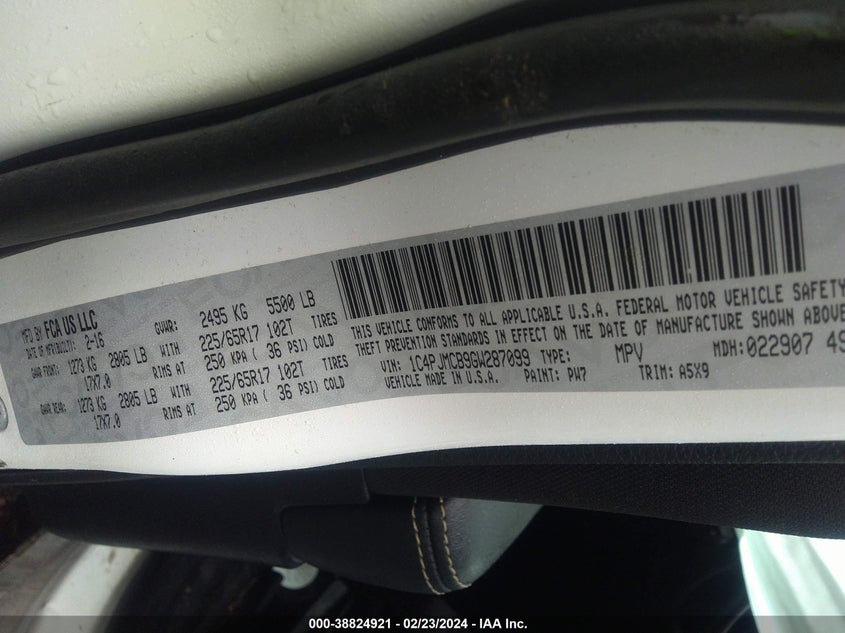 MFD BY FCA US LLC
DATE OF MFR(BUILT): 2-16 GVWR: 2495 KG 5500 LB
GAWR FRONT: 1273 KG 2805 LB WITH 225/65R17 102T TIRES
17X7.0 RIMS AT 250 KPA ( 36 PSI) COLD
GAWR REAR: 1273 KG 2805 LB WITH 225/65R17 102T TIRES
17X7.0 RIMS AT 250 KPA ( 36 PSI) COLD
THIS VEHICLE CONFORMS TO ALL APPLICABLE U.S.A. FEDERAL MOTOR VEHICLE SAFETY
THEFT PREVENTION STANDARDS IN EFFECT ON THE DATE OF MANUFACTURE SHOWN ABOVE
VIN: 1C4PJMCB9GW287099 TYPE: MPV MDH:022907 49
VEHICLE MADE IN U.S.A. PAINT: PW7 TRIM: A5X9
000-38824921 - 02/23/2024 - IAA Inc.